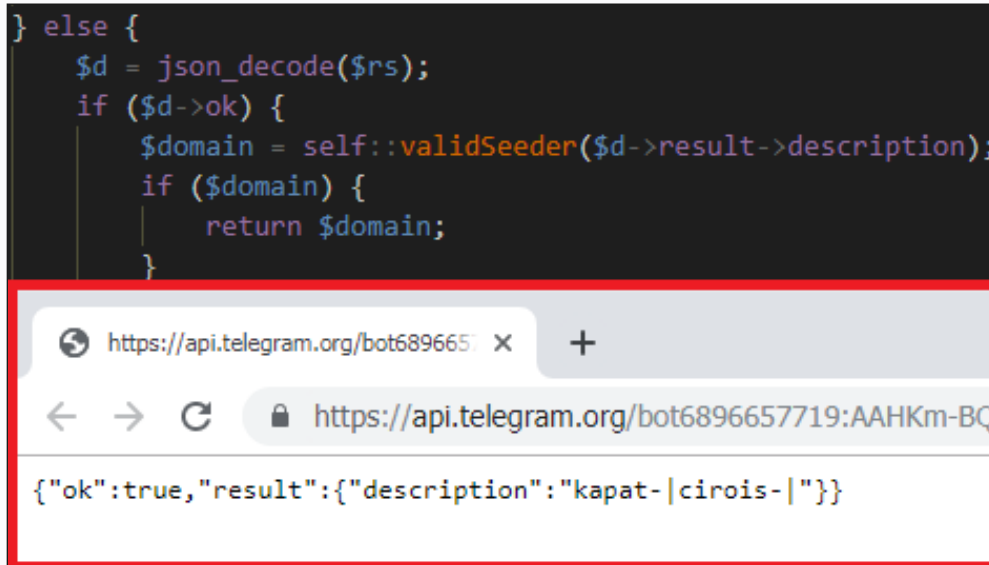 } else {
$d = json_decode($rs);
if ($d->ok) {
$domain = self::validSeeder($d->result->description);
if ($domain) {
return $domain;
}
https://api.telegram.org/bot689665
https://api.telegram.org/bot6896657719:AAHKm-BQ
{"ok":true,"result":{"description":"kapat-|cirois-|"}}